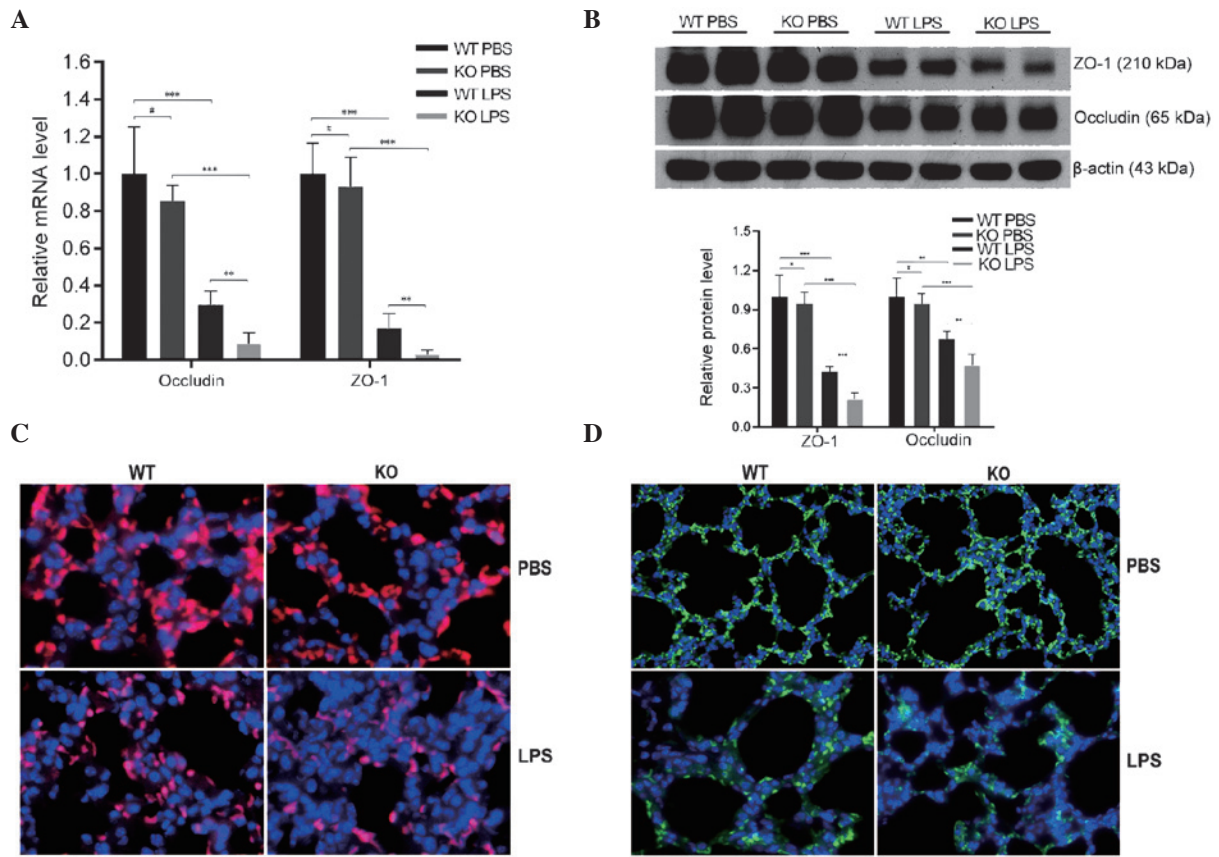 A
Relative mRNA level
1.6
1.4
1.2
1.0
0.8
0.6
0.4
0.2
0.0
WT PBS
KO PBS
WT LPS
KO LPS
***
#
***
**
***
***
**
Occludin
ZO-1
B
WT PBS KO PBS WT LPS KO LPS
ZO-1 (210 kDa)
Occludin (65 kDa)
β-actin (43 kDa)
Relative protein level
1.5
1.2
0.9
0.6
0.3
0.0
WT PBS
KO PBS
WT LPS
KO LPS
***
*
***
***
**
***
**
ZO-1
Occludin
C
WT KO
PBS
LPS
D
WT KO
PBS
LPS